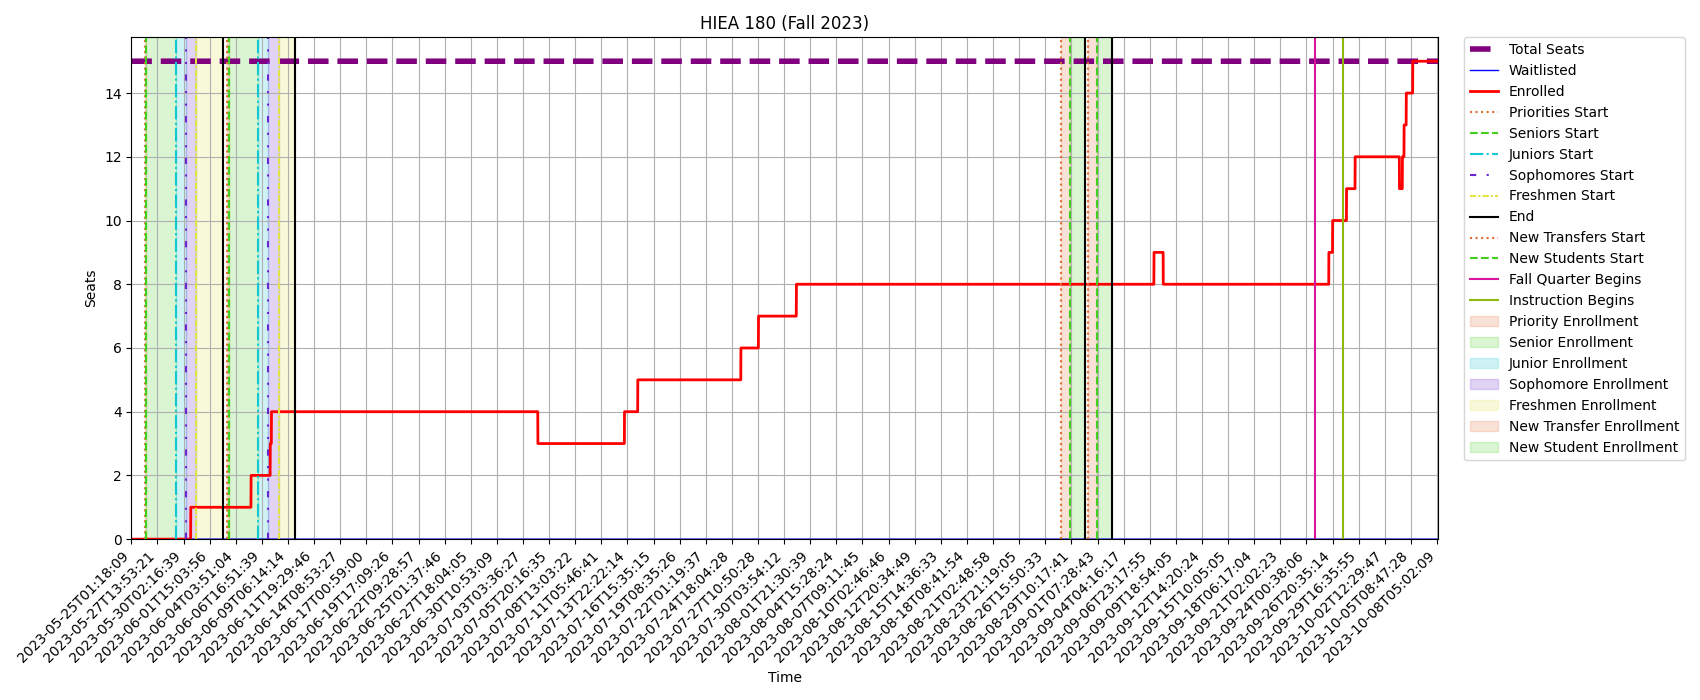 HIEA 180 (Fall 2023)
Seats
14
12
10
8
6
4
2
0
2023-05-25T01:18:09
2023-05-27T13:53:21
2023-05-30T02:16:39
2023-06-01T15:03:56
2023-06-04T03:51:04
2023-06-06T16:51:39
2023-06-09T06:14:14
2023-06-11T19:29:46
2023-06-14T08:53:27
2023-06-17T00:59:00
2023-06-19T17:09:26
2023-06-22T09:28:57
2023-06-25T01:37:46
2023-06-27T18:04:05
2023-06-30T10:53:09
2023-07-03T03:36:27
2023-07-05T20:16:35
2023-07-08T13:03:22
2023-07-11T05:46:41
2023-07-13T22:22:14
2023-07-16T15:35:15
2023-07-19T08:35:26
2023-07-22T01:19:37
2023-07-24T18:04:28
2023-07-27T10:50:28
2023-07-30T03:54:12
2023-08-01T21:30:39
2023-08-04T15:28:24
2023-08-07T09:11:45
2023-08-10T02:46:46
2023-08-12T20:34:49
2023-08-15T14:36:33
2023-08-18T08:41:54
2023-08-21T02:48:58
2023-08-23T21:19:05
2023-08-26T15:50:33
2023-08-29T10:17:41
2023-09-01T07:28:43
2023-09-04T04:16:17
2023-09-06T23:17:55
2023-09-09T18:54:05
2023-09-12T14:20:24
2023-09-15T10:05:05
2023-09-18T06:17:04
2023-09-21T02:02:23
2023-09-24T00:38:06
2023-09-26T20:35:14
2023-09-29T16:35:55
2023-10-02T12:29:47
2023-10-05T08:47:28
2023-10-08T05:02:09
Time
Total Seats
Waitlisted
Enrolled
Priorities Start
Seniors Start
Juniors Start
Sophomores Start
Freshmen Start
End
New Transfers Start
New Students Start
Fall Quarter Begins
Instruction Begins
Priority Enrollment
Senior Enrollment
Junior Enrollment
Sophomore Enrollment
Freshmen Enrollment
New Transfer Enrollment
New Student Enrollment